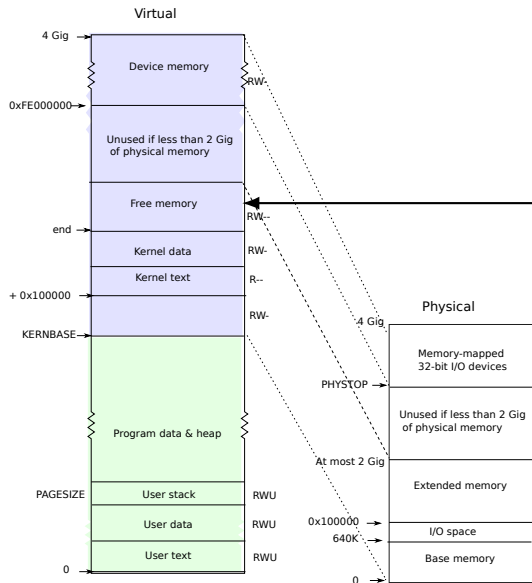 Virtual
4 Gig
Device memory
RW-
0xFE000000
Unused if less than 2 Gig
of physical memory
Free memory
RW--
end
Kernel data
RW-
Kernel text
R--
+ 0x100000
RW-
KERNBASE
Program data & heap
PAGESIZE
User stack
RWU
User data
RWU
User text
RWU
0
Physical
4 Gig
Memory-mapped
32-bit I/O devices
PHYSTOP
Unused if less than 2 Gig
of physical memory
At most 2 Gig
Extended memory
0x100000
I/O space
640K
Base memory
0